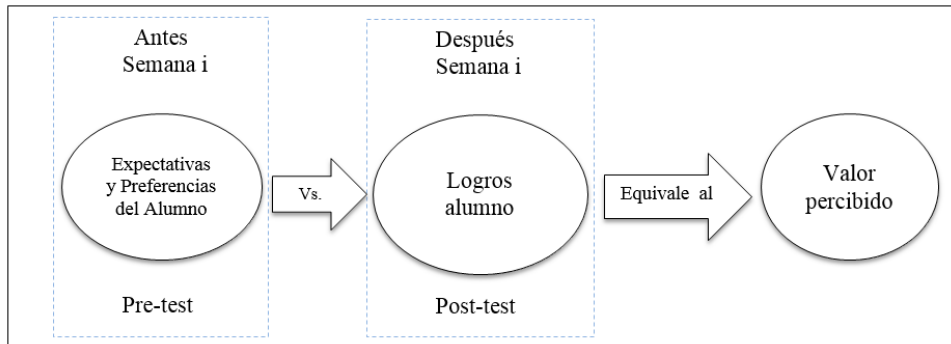 Antes
Semana i
Expectativas
y Preferencias
del Alumno
Pre-test
Vs.
Después
Semana i
Logros
alumno
Post-test
Equivale al
Valor
percibido